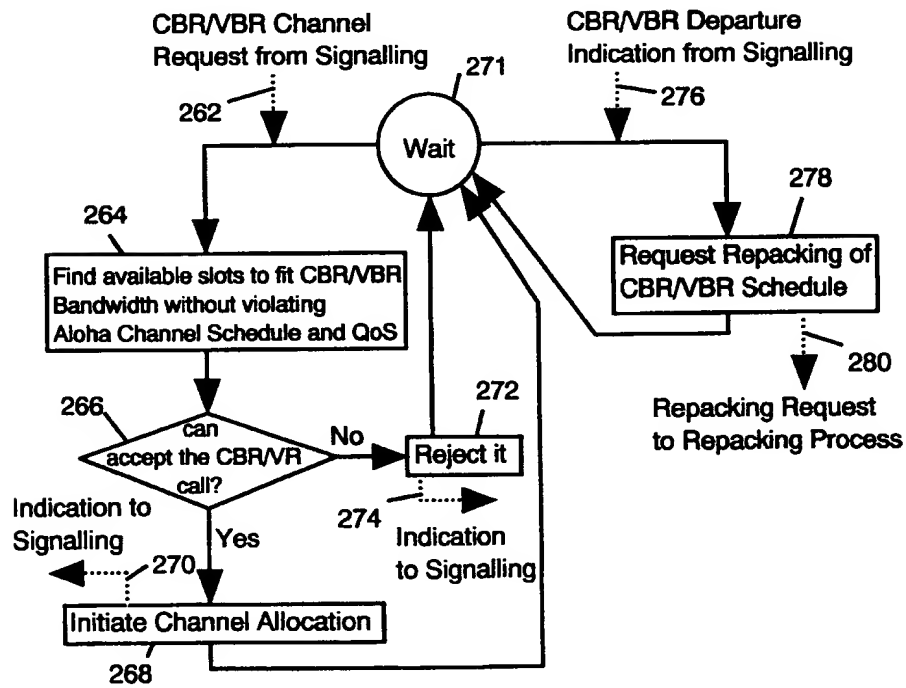 CBR/VBR Channel
Request from Signalling
262
271
CBR/VBR Departure
Indication from Signalling
276
Wait
264
Find available slots to fit CBR/VBR
Bandwidth without violating
Aloha Channel Schedule and QoS
278
Request Repacking of
CBR/VBR Schedule
280
Repacking Request
to Repacking Process
266
can
accept the CBR/VR
call?
No
272
Reject it
274
Indication
to Signalling
Indication to
Signalling
270
Yes
Initiate Channel Allocation
268